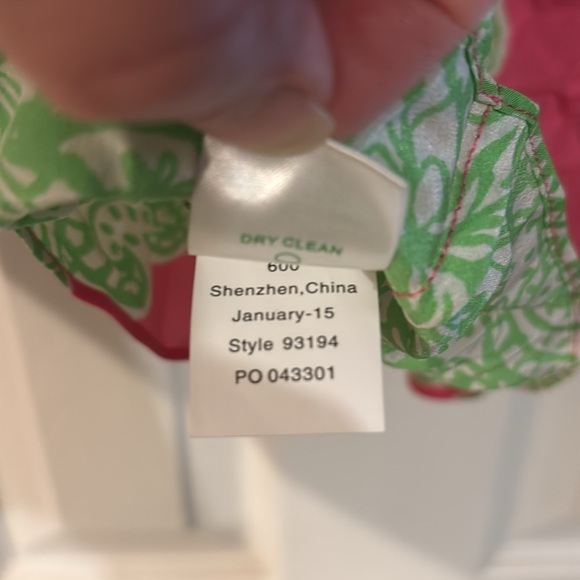 DRY CLEAN
600
Shenzhen,China
January-15
Style 93194
PO 043301